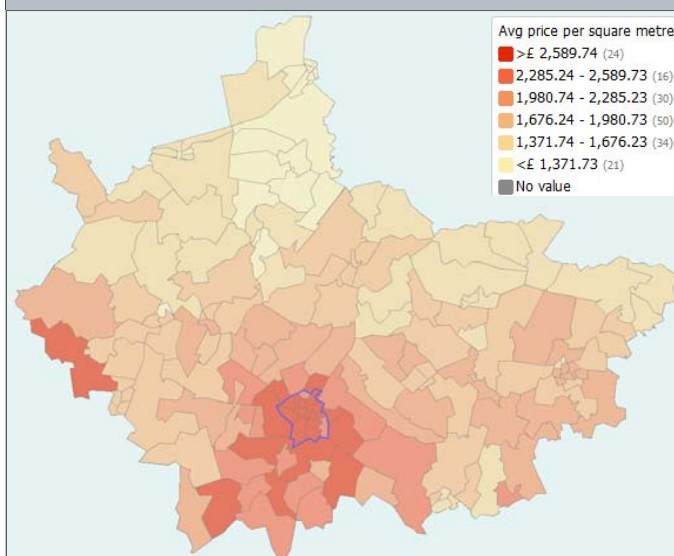 Avg price per square metre
>£ 2,589.74 (24)
2,285.24 - 2,589.73 (16)
1,980.74 - 2,285.23 (30)
1,676.24 - 1,980.73 (50)
1,371.74 - 1,676.23 (34)
<£ 1,371.73 (21)
No value